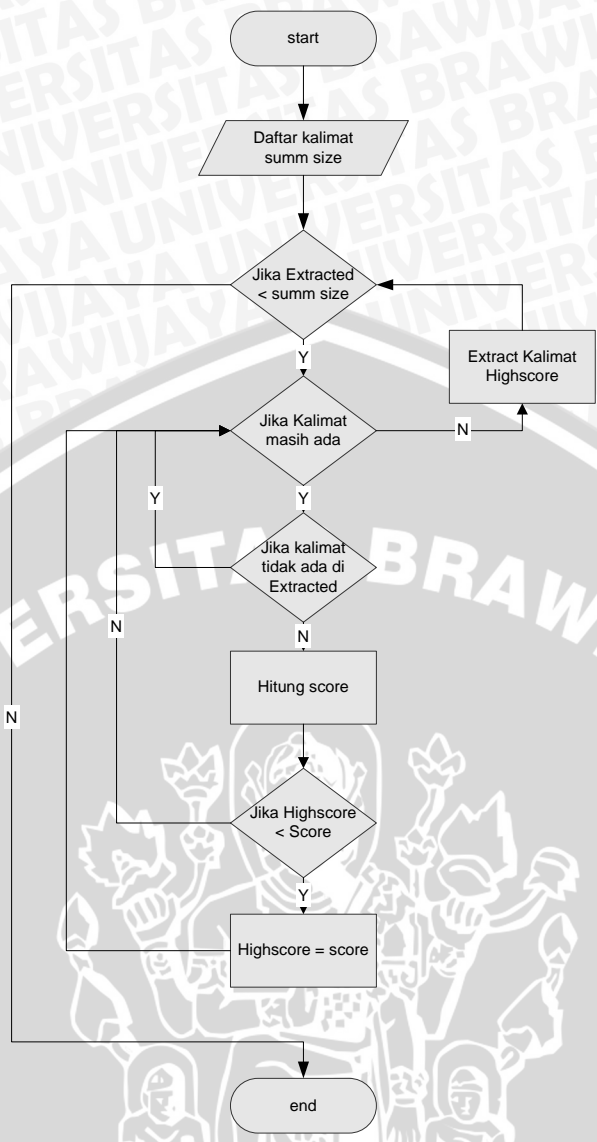 start
Daftar kalimat
summ size
Jika Extracted
< summ size
Y
Extract Kalimat
Highscore
Jika Kalimat
masih ada
N
Y
Y
Jika kalimat
tidak ada di
Extracted
N
N
Hitung score
N
Jika Highscore
< Score
Y
Highscore = score
end